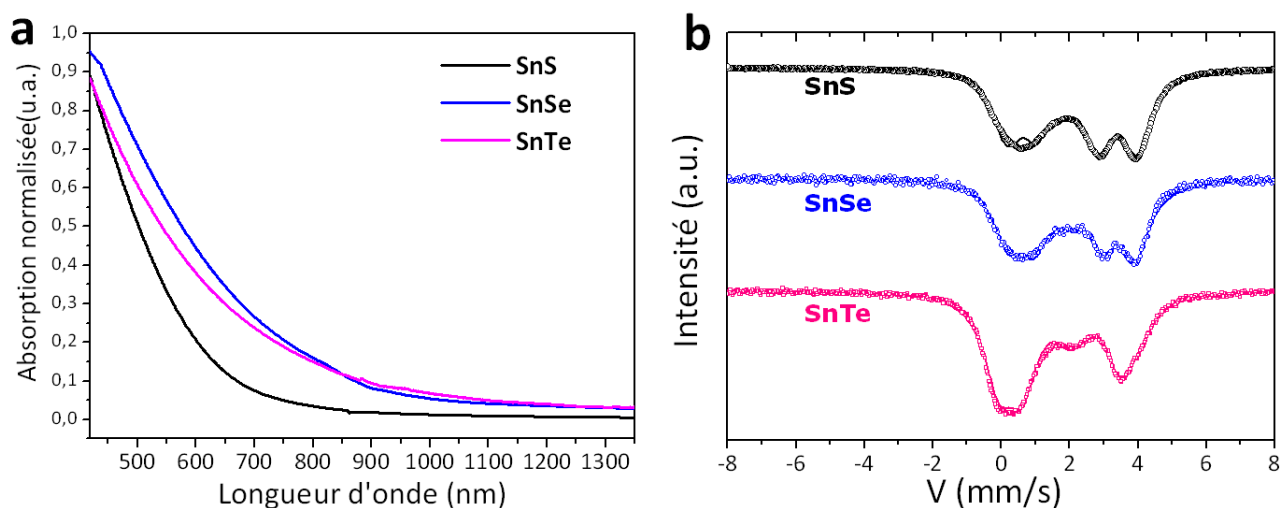 a
1,0
0,9
0,8
0,7
0,6
0,5
0,4
0,3
0,2
0,1
0,0
Absorption normalisée(u.a.)
SnS
SnSe
SnTe
500 600 700 800 900 1000 1100 1200 1300
Longueur d'onde (nm)
b
Intensité (a.u.)
SnS
SnSe
SnTe
-8 -6 -4 -2 0 2 4 6 8
V (mm/s)